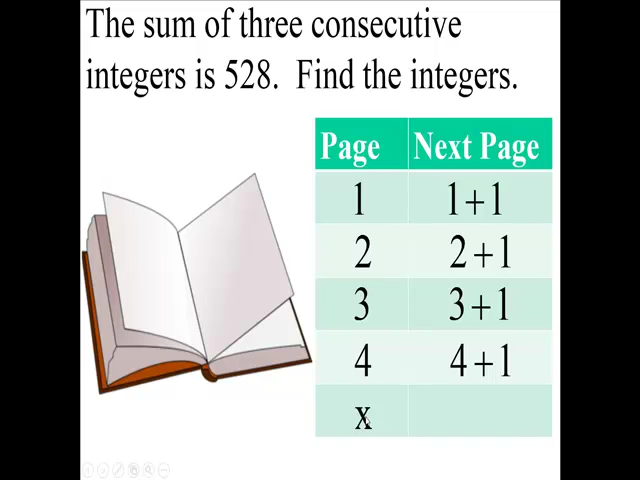 The sum of three consecutive
integers is 528. Find the integers.
Page Next Page
1 1+1
2 2+1
3 3+1
4 4+1
x